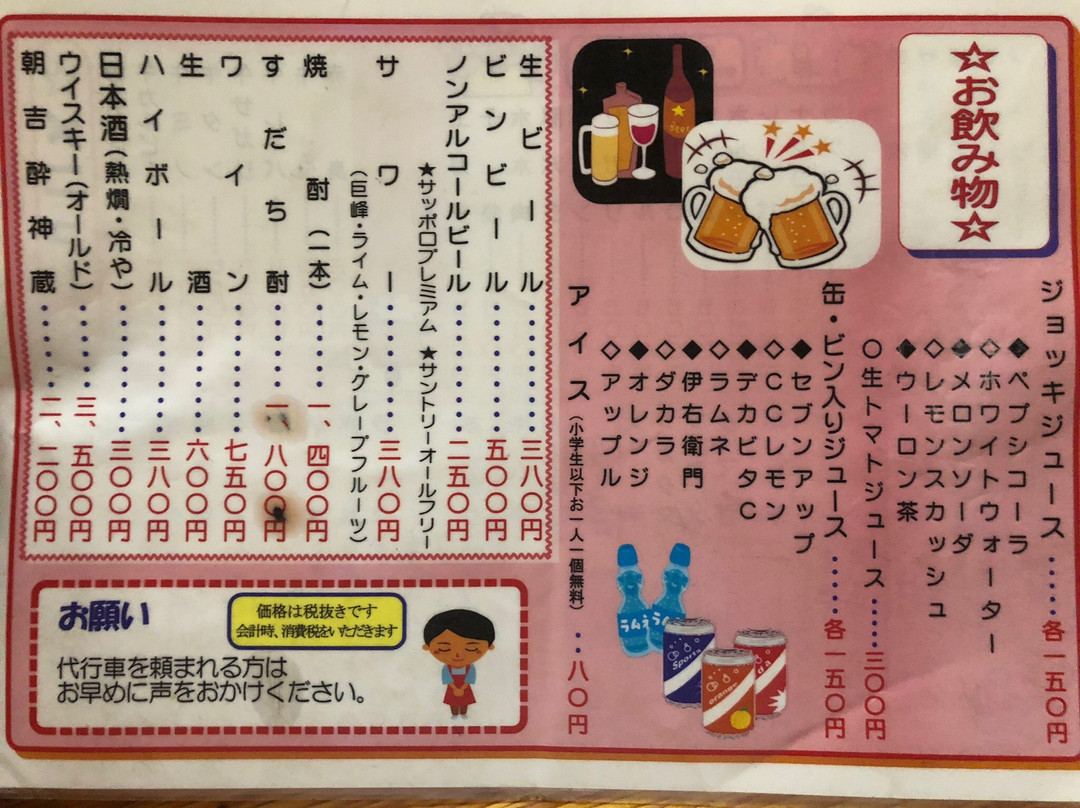 ☆お飲み物☆
ジョッキジュース……各一五〇円
◆ペプシコーラ
◇ホワイトウォーター
◆メロンソーダ
◇レモンスカッシュ
◆ウーロン茶
〇生トマトジュース……三〇〇円
缶・ビン入りジュース……各一五〇円
◆セブンアップ
◇CCレモン
◆デカビタC
◇ラムネ
◆伊右衛門
◇ダカラ
◆オレンジ
◇アップル
アイス(小学生以下お一人一個無料)…八〇円
生ビール……三八〇円
ビンビール……五〇〇円
ノンアルコールビール……二五〇円
★サッポロプレミアム ★サントリーオールフリー
サワー……三八〇円
(巨峰・ライム・レモン・グレープフルーツ)
焼酎(一本)……一、四〇〇円
すだち酎……一、八〇〇円
ワイン……七五〇円
生酒……六〇〇円
ハイボール……三八〇円
日本酒(熱燗・冷や)……三〇〇円
ウイスキー(オールド)……三、五〇〇円
朝吉酔神蔵……二、二〇〇円
お願い
価格は税抜きです
会計時、消費税をいただきます
代行車を頼まれる方は
お早めに声をおかけください。
Beer
ラムネ
ラム
Sports
orange
da